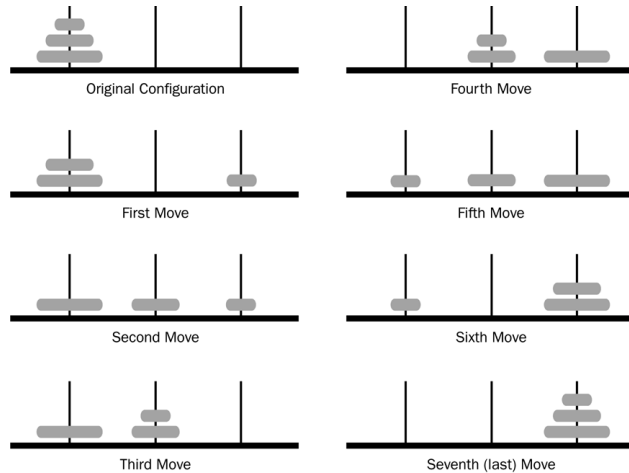 Original Configuration
First Move
Second Move
Third Move
Fourth Move
Fifth Move
Sixth Move
Seventh (last) Move